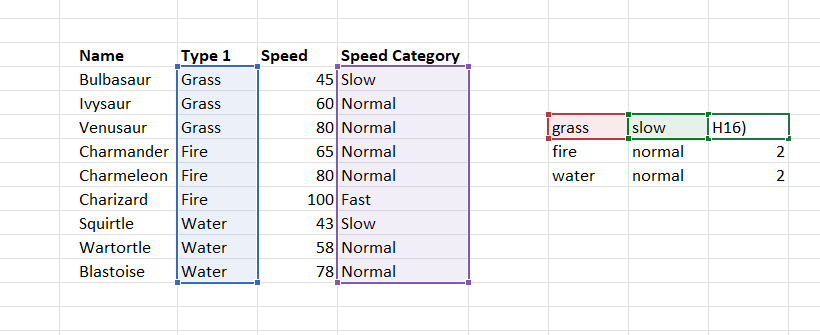 Name Type 1 Speed Speed Category
Bulbasaur Grass 45 Slow
Ivysaur Grass 60 Normal
Venusaur Grass 80 Normal grass slow H16)
Charmander Fire 65 Normal fire normal 2
Charmeleon Fire 80 Normal water normal 2
Charizard Fire 100 Fast
Squirtle Water 43 Slow
Wartortle Water 58 Normal
Blastoise Water 78 Normal